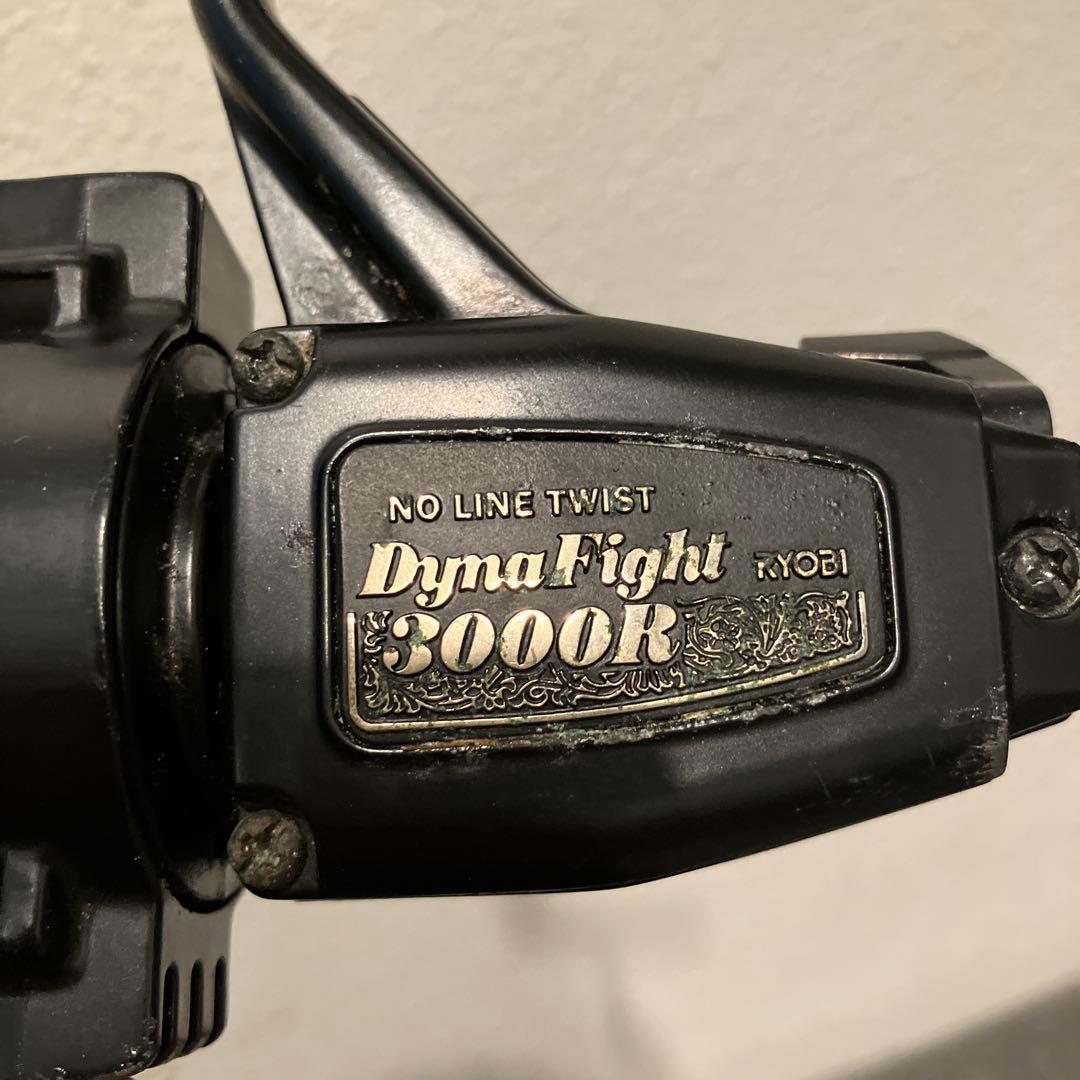 NO LINE TWIST
DynaFight RYOBI
3000R